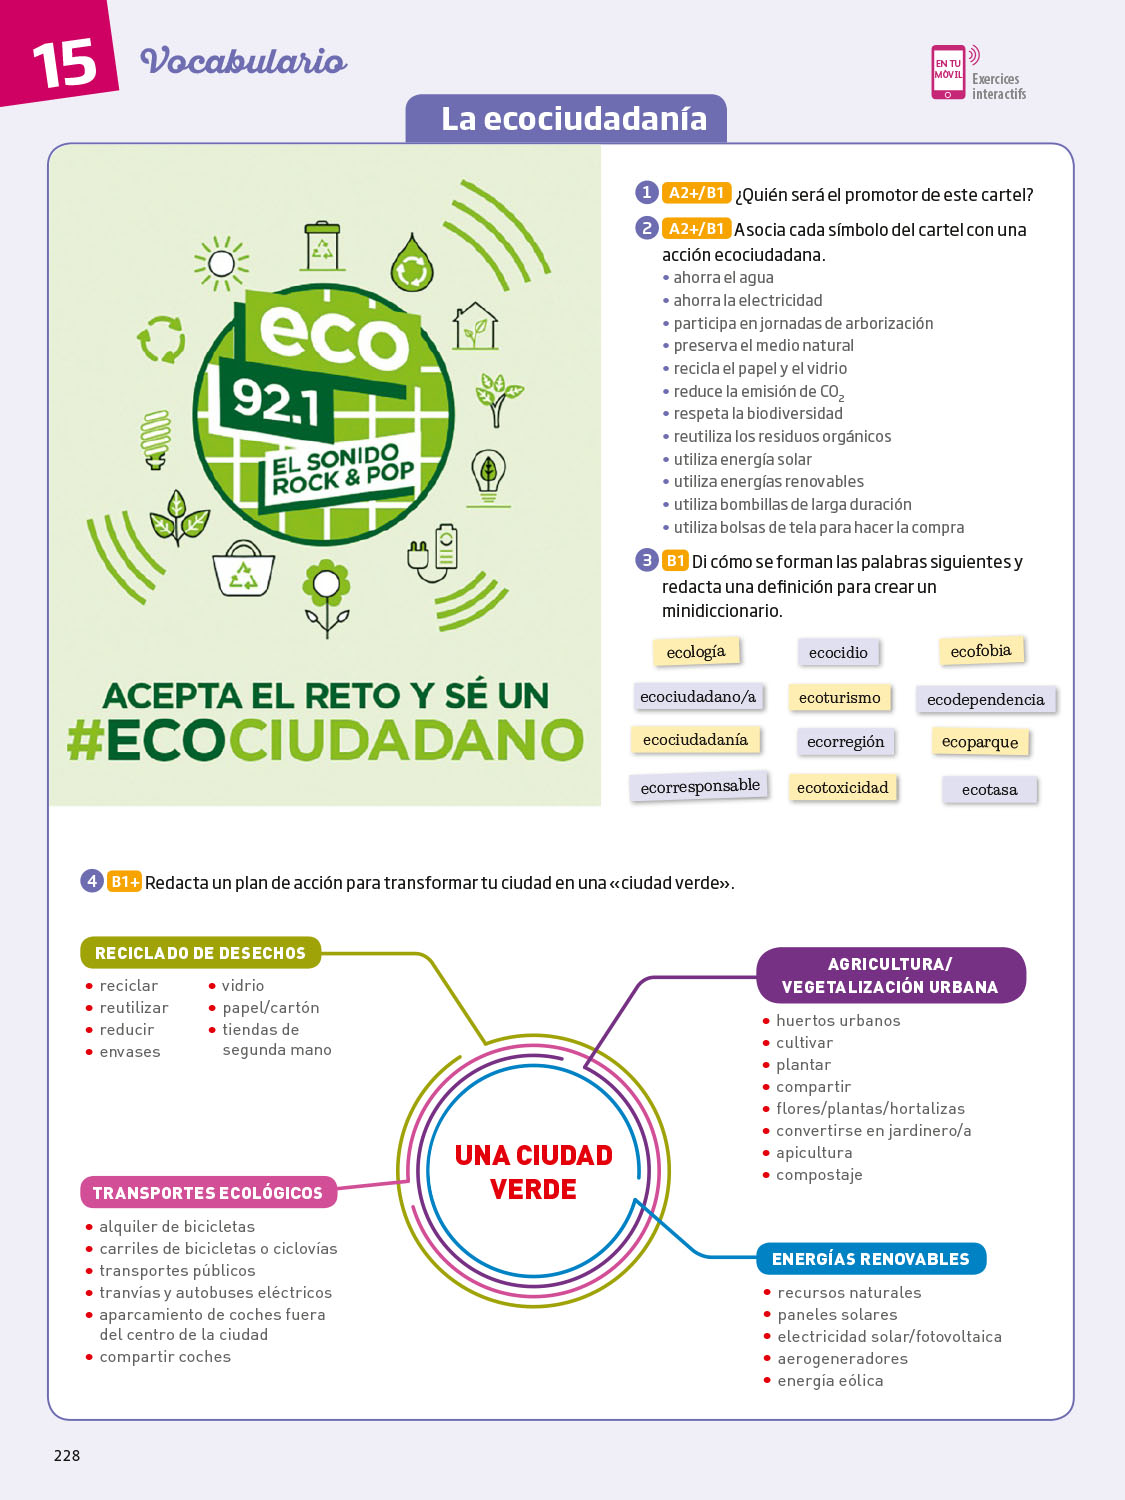 15
Vocabulario
EN TU
MÓVIL
Exercices
interactifs
La ecociudadanía
eco
92.1
EL SONIDO
ROCK & POP
ACEPTA EL RETO Y SÉ UN
#ECOCIUDADANO
1 A2+/B1 ¿Quién será el promotor de este cartel?
2 A2+/B1 Asocia cada símbolo del cartel con una
acción ecociudadana.
• ahorra el agua
• ahorra la electricidad
• participa en jornadas de arborización
• preserva el medio natural
• recicla el papel y el vidrio
• reduce la emisión de CO₂
• respeta la biodiversidad
• reutiliza los residuos orgánicos
• utiliza energía solar
• utiliza energías renovables
• utiliza bombillas de larga duración
• utiliza bolsas de tela para hacer la compra
3 B1 Di cómo se forman las palabras siguientes y
redacta una definición para crear un
minidiccionario.
ecología ecocidio ecofobia
ecociudadano/a ecoturismo ecodependencia
ecociudadanía ecorregión ecoparque
ecorresponsable ecotoxicidad ecotasa
4 B1+ Redacta un plan de acción para transformar tu ciudad en una «ciudad verde».
RECICLADO DE DESECHOS
• reciclar
• reutilizar
• reducir
• envases
• vidrio
• papel/cartón
• tiendas de
segunda mano
AGRICULTURA/
VEGETALIZACIÓN URBANA
• huertos urbanos
• cultivar
• plantar
• compartir
• flores/plantas/hortalizas
• convertirse en jardinero/a
• apicultura
• compostaje
UNA CIUDAD
VERDE
TRANSPORTES ECOLÓGICOS
• alquiler de bicicletas
• carriles de bicicletas o ciclovías
• transportes públicos
• tranvías y autobuses eléctricos
• aparcamiento de coches fuera
del centro de la ciudad
• compartir coches
ENERGÍAS RENOVABLES
• recursos naturales
• paneles solares
• electricidad solar/fotovoltaica
• aerogeneradores
• energía eólica
228